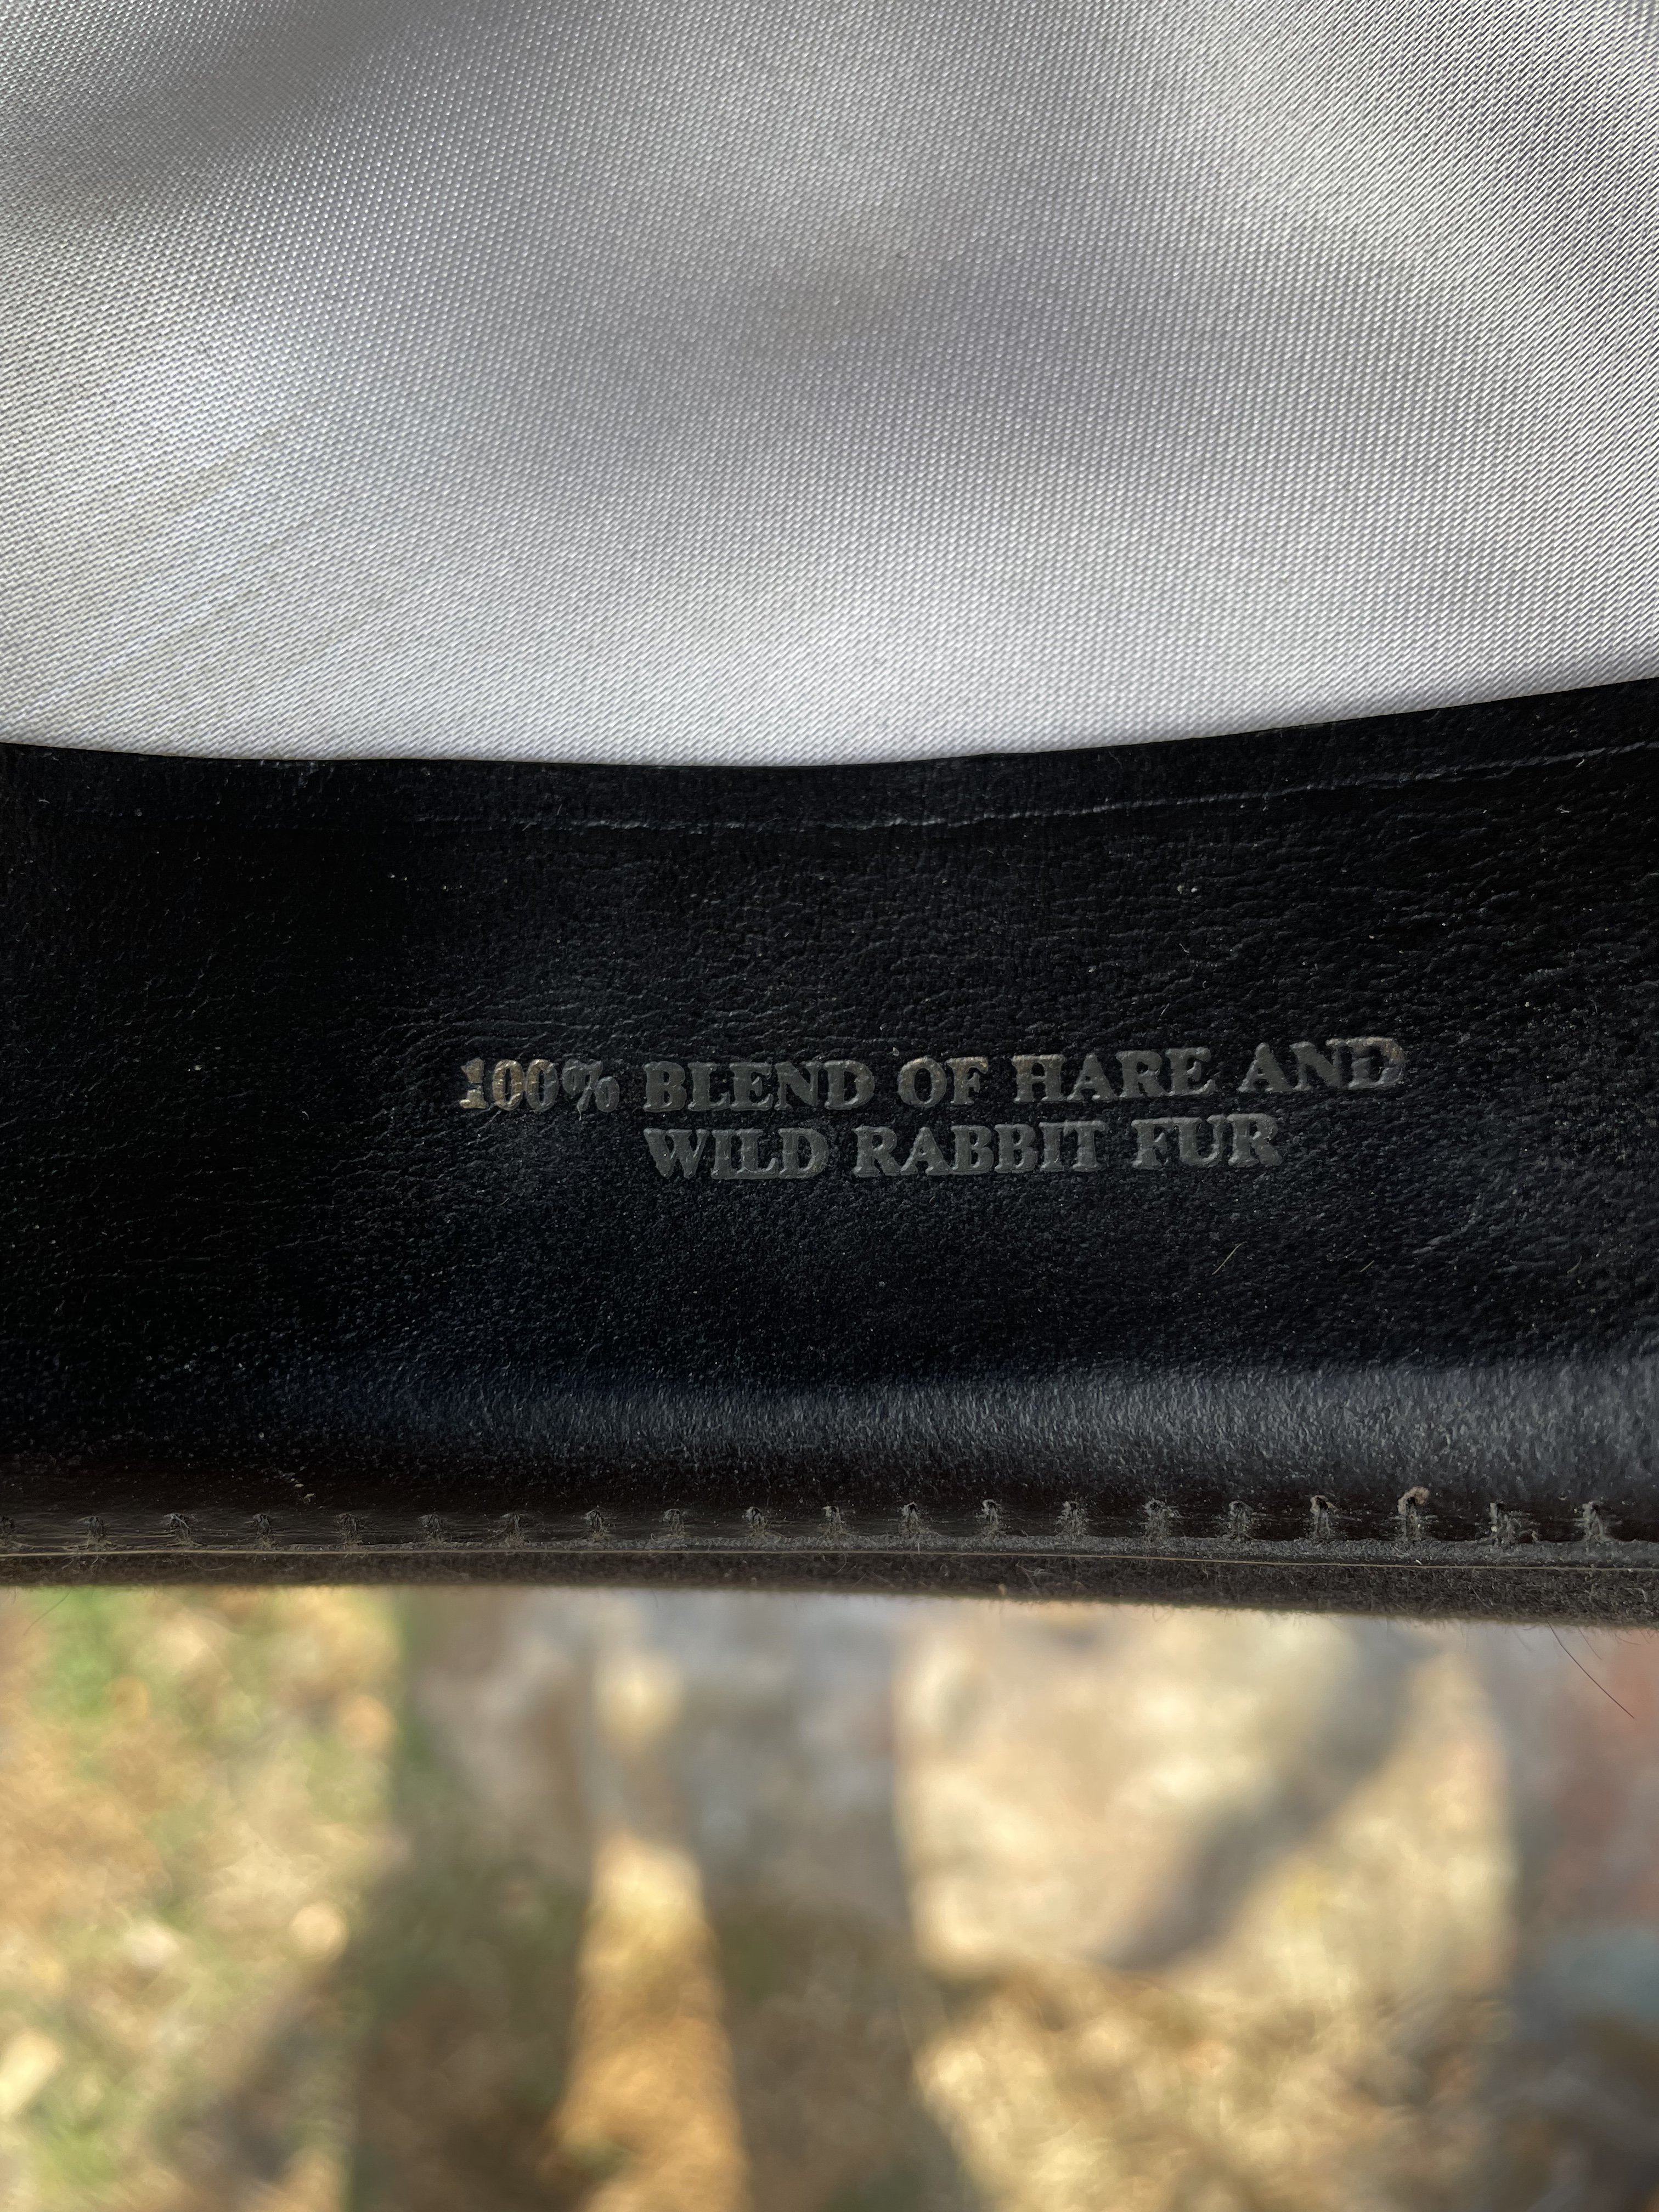 100% BLEND OF HARE AND
WILD RABBIT FUR